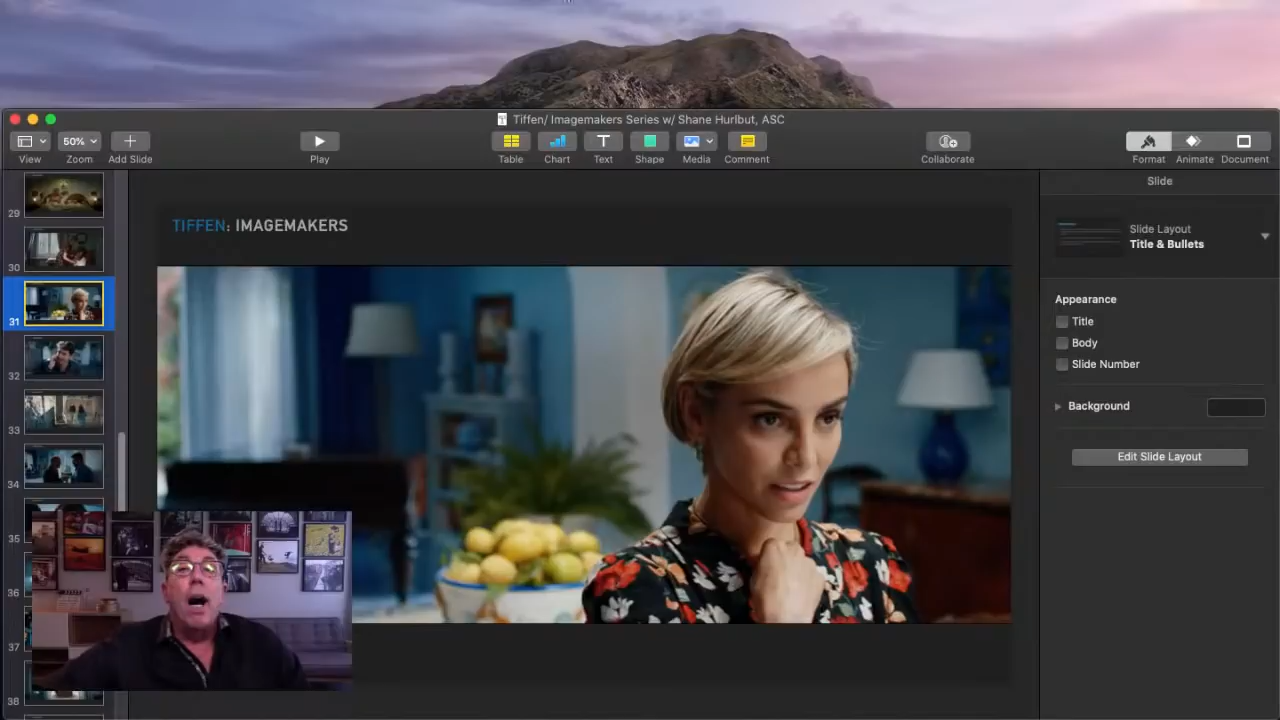 Tiffen/ Imagemakers Series w/ Shane Hurlbut, ASC
50%
View
Zoom
Add Slide
Play
Table
Chart
Text
Shape
Media
Comment
Collaborate
Format
Animate
Document
29
30
31
32
33
34
35
36
37
38
TIFFEN: IMAGEMAKERS
Slide
Slide Layout
Title & Bullets
Appearance
Title
Body
Slide Number
Background
Edit Slide Layout